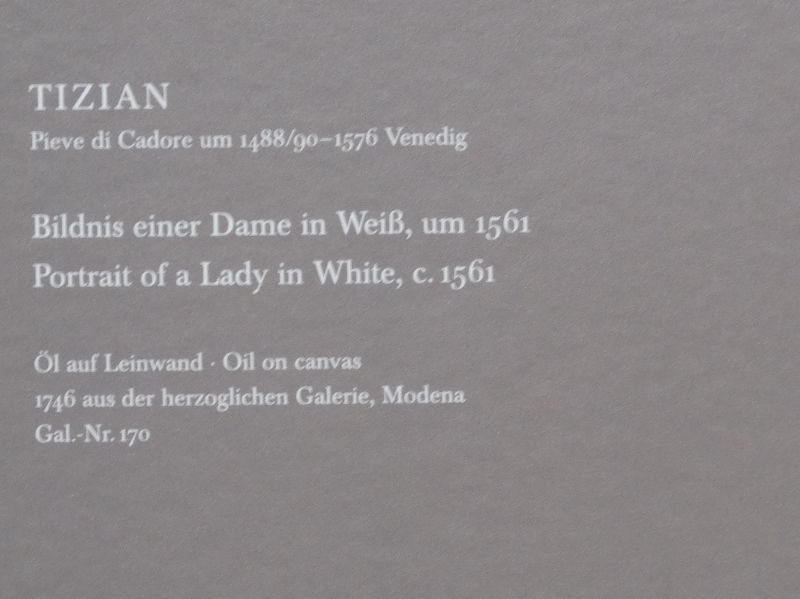 TIZIAN
Pieve di Cadore um 1488/90–1576 Venedig
Bildnis einer Dame in Weiß, um 1561
Portrait of a Lady in White, c. 1561
Öl auf Leinwand · Oil on canvas
1746 aus der herzoglichen Galerie, Modena
Gal.-Nr. 170